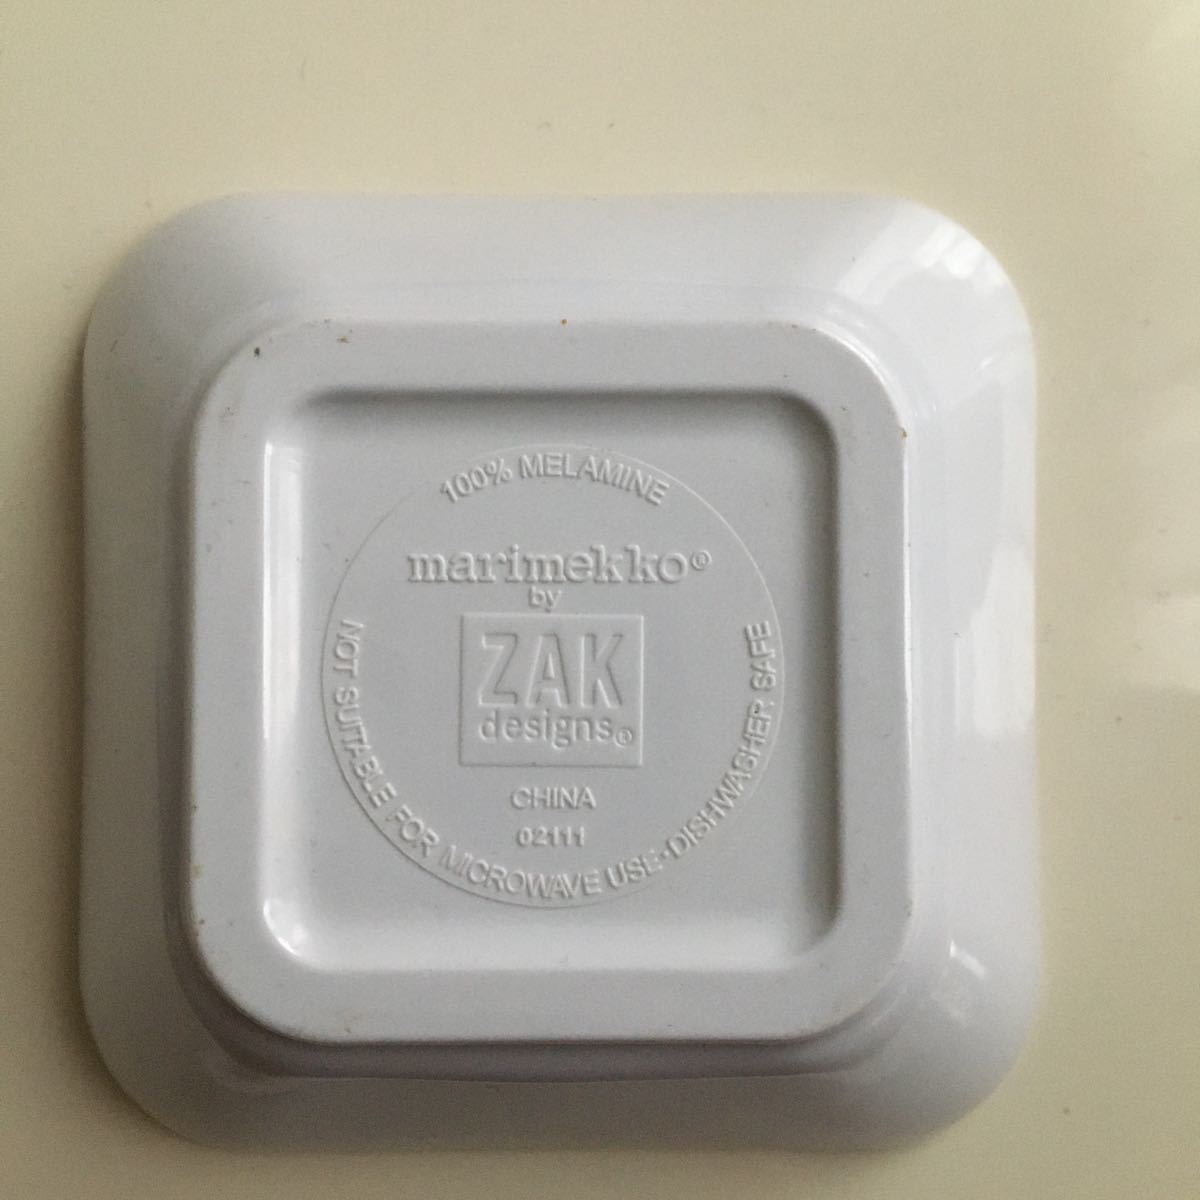 100% MELAMINE
marimekko®
by
ZAK
designs®
CHINA
02111
NOT SUITABLE FOR MICROWAVE USE·DISHWASHER SAFE